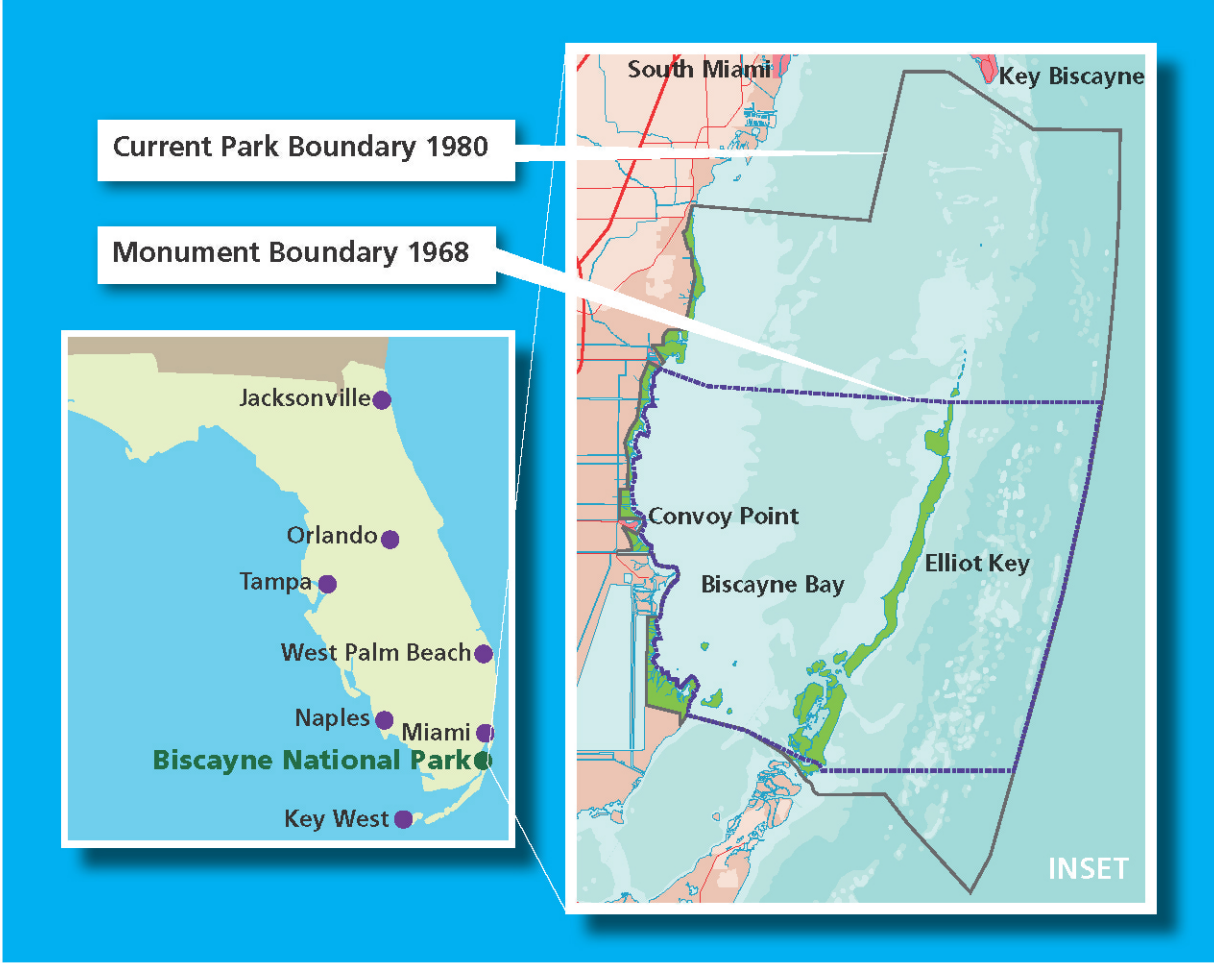 South Miami
Key Biscayne
Current Park Boundary 1980
Monument Boundary 1968
Jacksonville
Orlando
Tampa
West Palm Beach
Naples
Miami
Biscayne National Park
Key West
Convoy Point
Elliot Key
Biscayne Bay
INSET